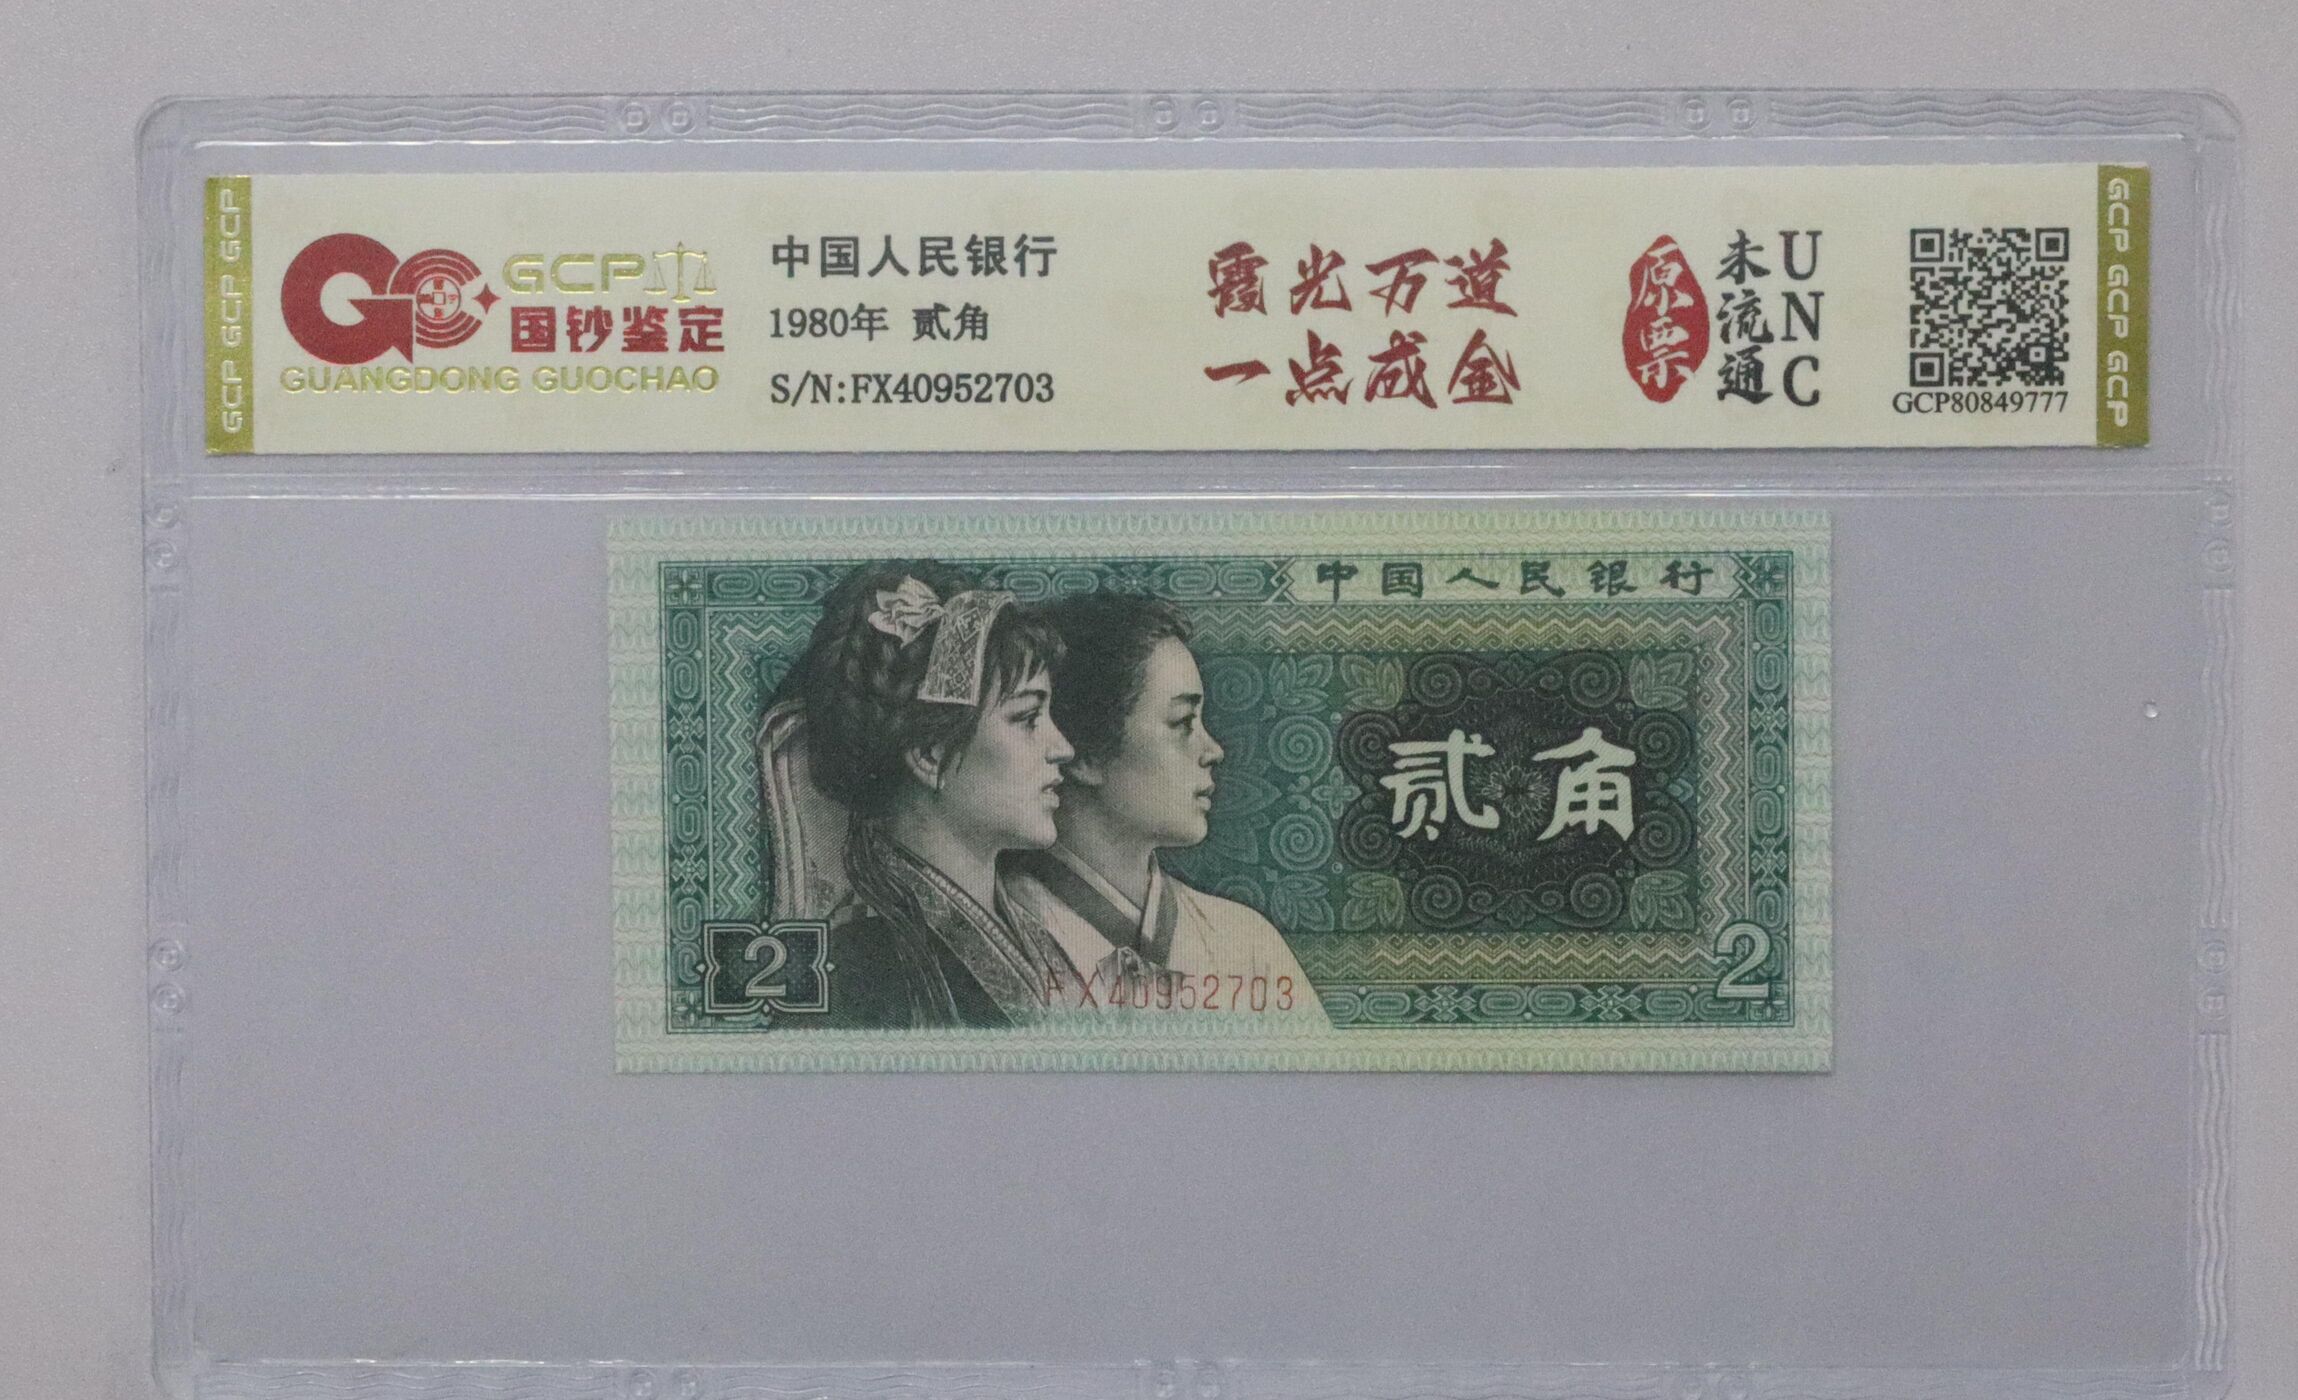 GCP GCP GCP
GCP
国钞鉴定
GUANGDONG GUOCHAO
中国人民银行
1980年 贰角
S/N:FX40952703
霞光万道
一点成金
原票
未流通
UNC
GCP80849777
GCP GCP GCP
中国人民银行
贰角
2
2
FX40952703